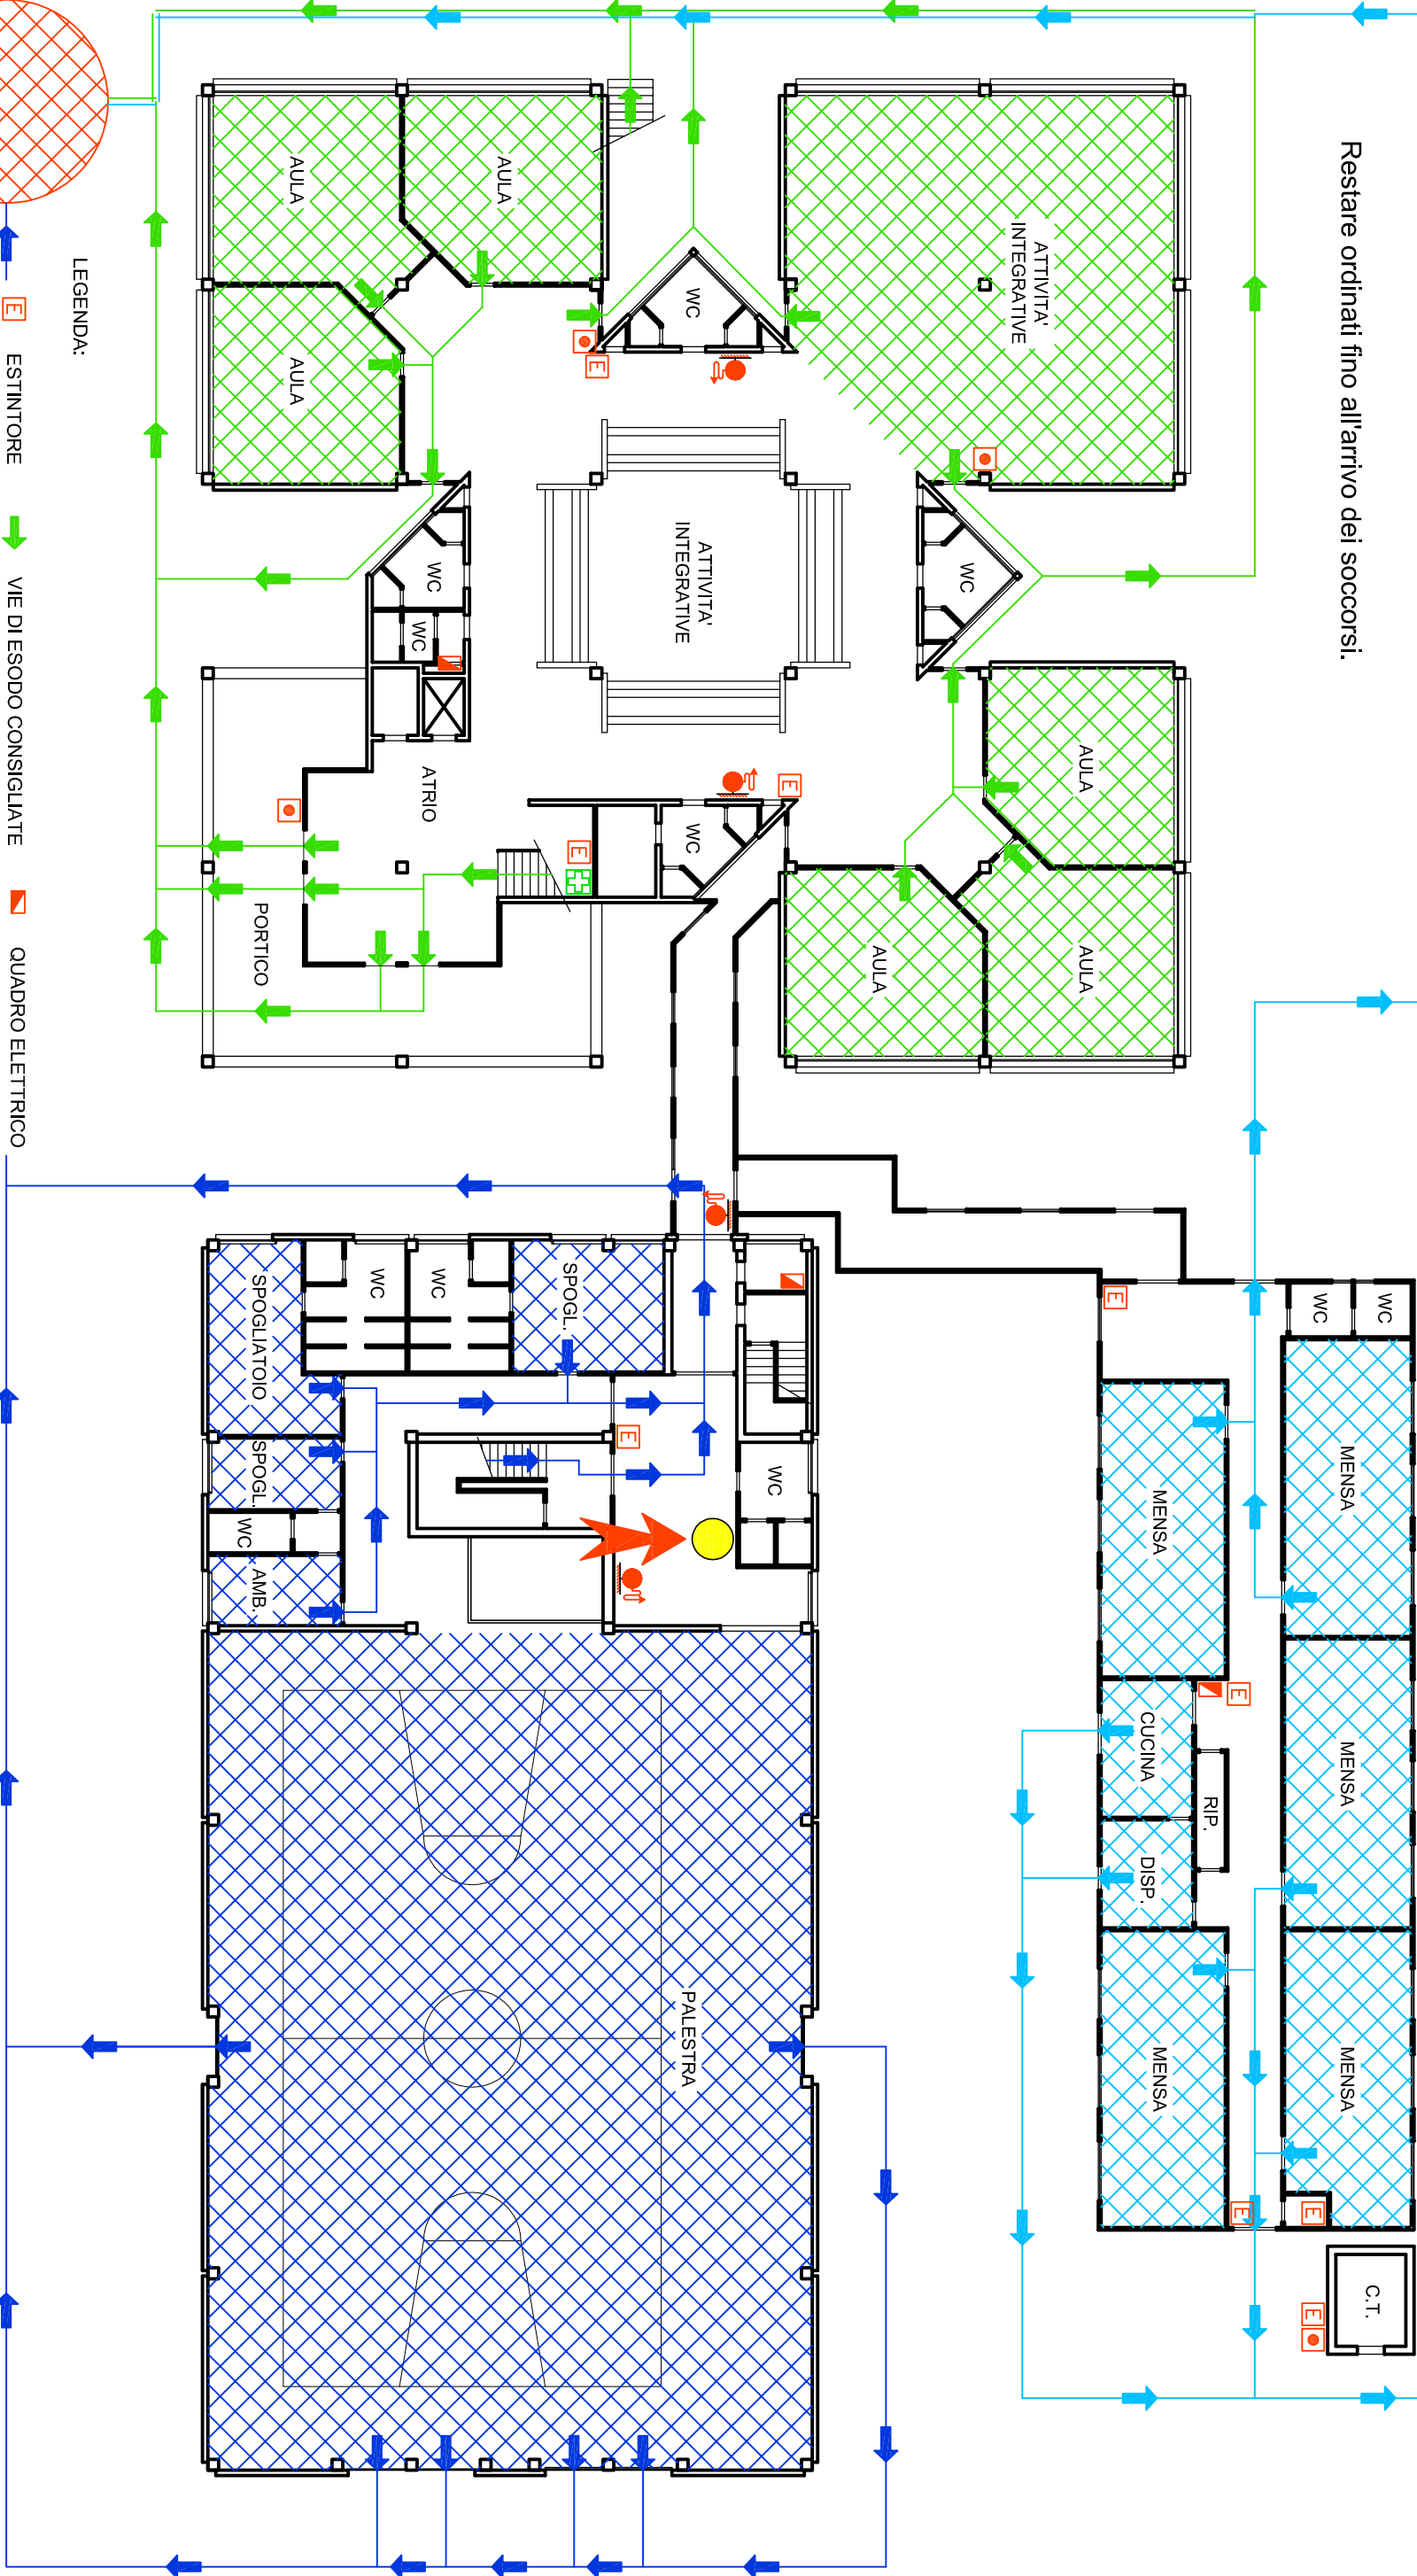 Restare ordinati fino all'arrivo dei soccorsi.
WC
WC
MENSA
MENSA
MENSA
C.T.
MENSA
CUCINA
RIP.
DISP.
MENSA
ATTIVITA'
INTEGRATIVE
WC
AULA
AULA
AULA
WC
ATTIVITA'
INTEGRATIVE
WC
WC
PALESTRA
AULA
AULA
AULA
WC
WC
ATRIO
PORTICO
SPOGL.
WC
WC
SPOGLIATOIO
SPOGL.
WC
AMB.
LEGENDA:
E ESTINTORE
VIE DI ESODO CONSIGLIATE
QUADRO ELETTRICO
E
E
E
E
E
E
E
E
E
E